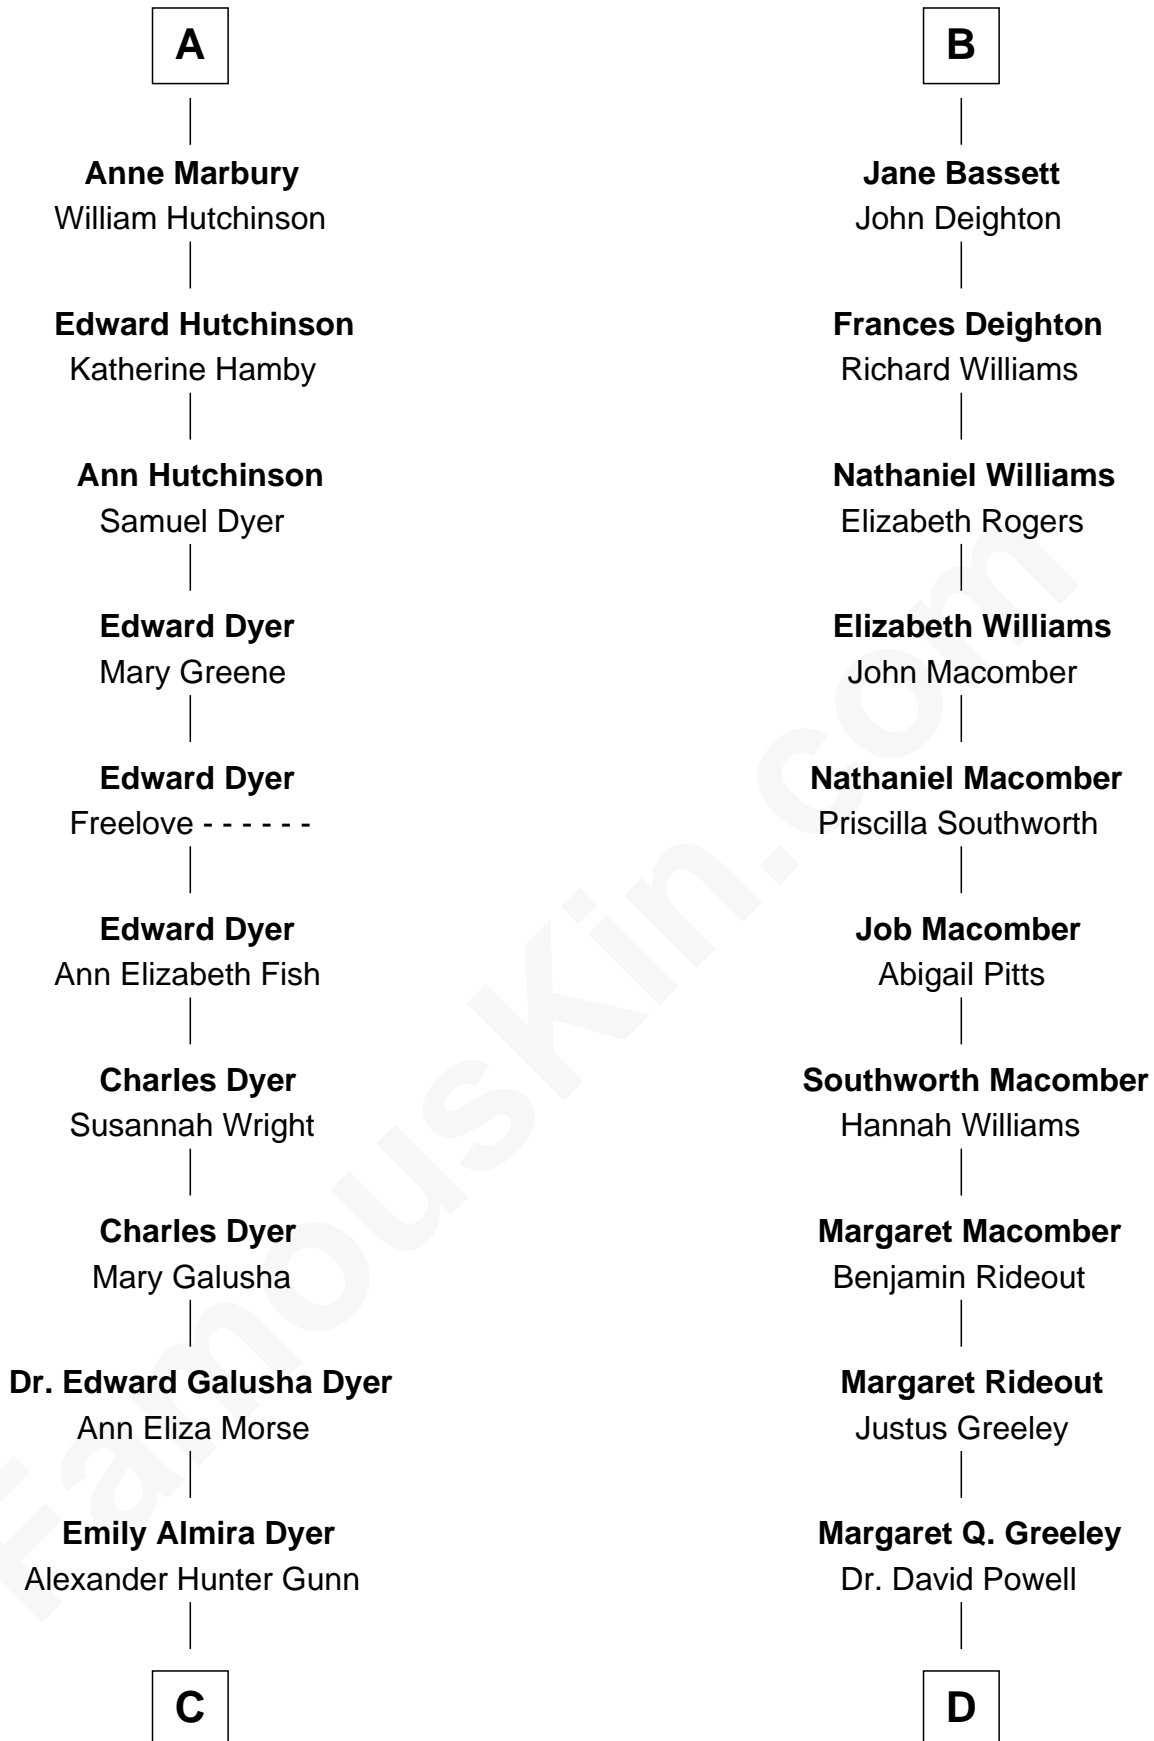 A
Anne Marbury
William Hutchinson
Edward Hutchinson
Katherine Hamby
Ann Hutchinson
Samuel Dyer
Edward Dyer
Mary Greene
Edward Dyer
Freelove - - - - - -
Edward Dyer
Ann Elizabeth Fish
Charles Dyer
Susannah Wright
Charles Dyer
Mary Galusha
Dr. Edward Galusha Dyer
Ann Eliza Morse
Emily Almira Dyer
Alexander Hunter Gunn
C
B
Jane Bassett
John Deighton
Frances Deighton
Richard Williams
Nathaniel Williams
Elizabeth Rogers
Elizabeth Williams
John Macomber
Nathaniel Macomber
Priscilla Southworth
Job Macomber
Abigail Pitts
Southworth Macomber
Hannah Williams
Margaret Macomber
Benjamin Rideout
Margaret Rideout
Justus Greeley
Margaret Q. Greeley
Dr. David Powell
D
FamousKin.com